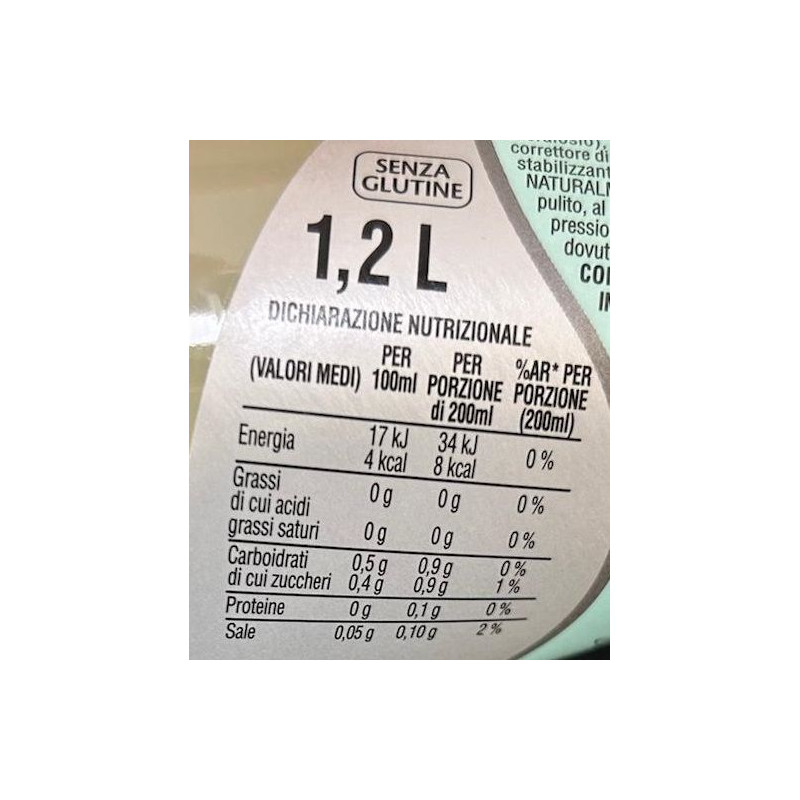 SENZA
GLUTINE
1,2 L
DICHIARAZIONE NUTRIZIONALE
(VALORI MEDI) PER 100ml PER PORZIONE di 200ml %AR* PER PORZIONE (200ml)
Energia 17 kJ 34 kJ
4 kcal 8 kcal 0 %
Grassi 0 g 0 g 0 %
di cui acidi
grassi saturi 0 g 0 g 0 %
Carboidrati 0,5 g 0,9 g 0 %
di cui zuccheri 0,4 g 0,9 g 1 %
Proteine 0 g 0,1 g 0 %
Sale 0,05 g 0,10 g 2 %
correttore di
stabilizzant
NATURAL
pulito, al
pressio
dovut
CO